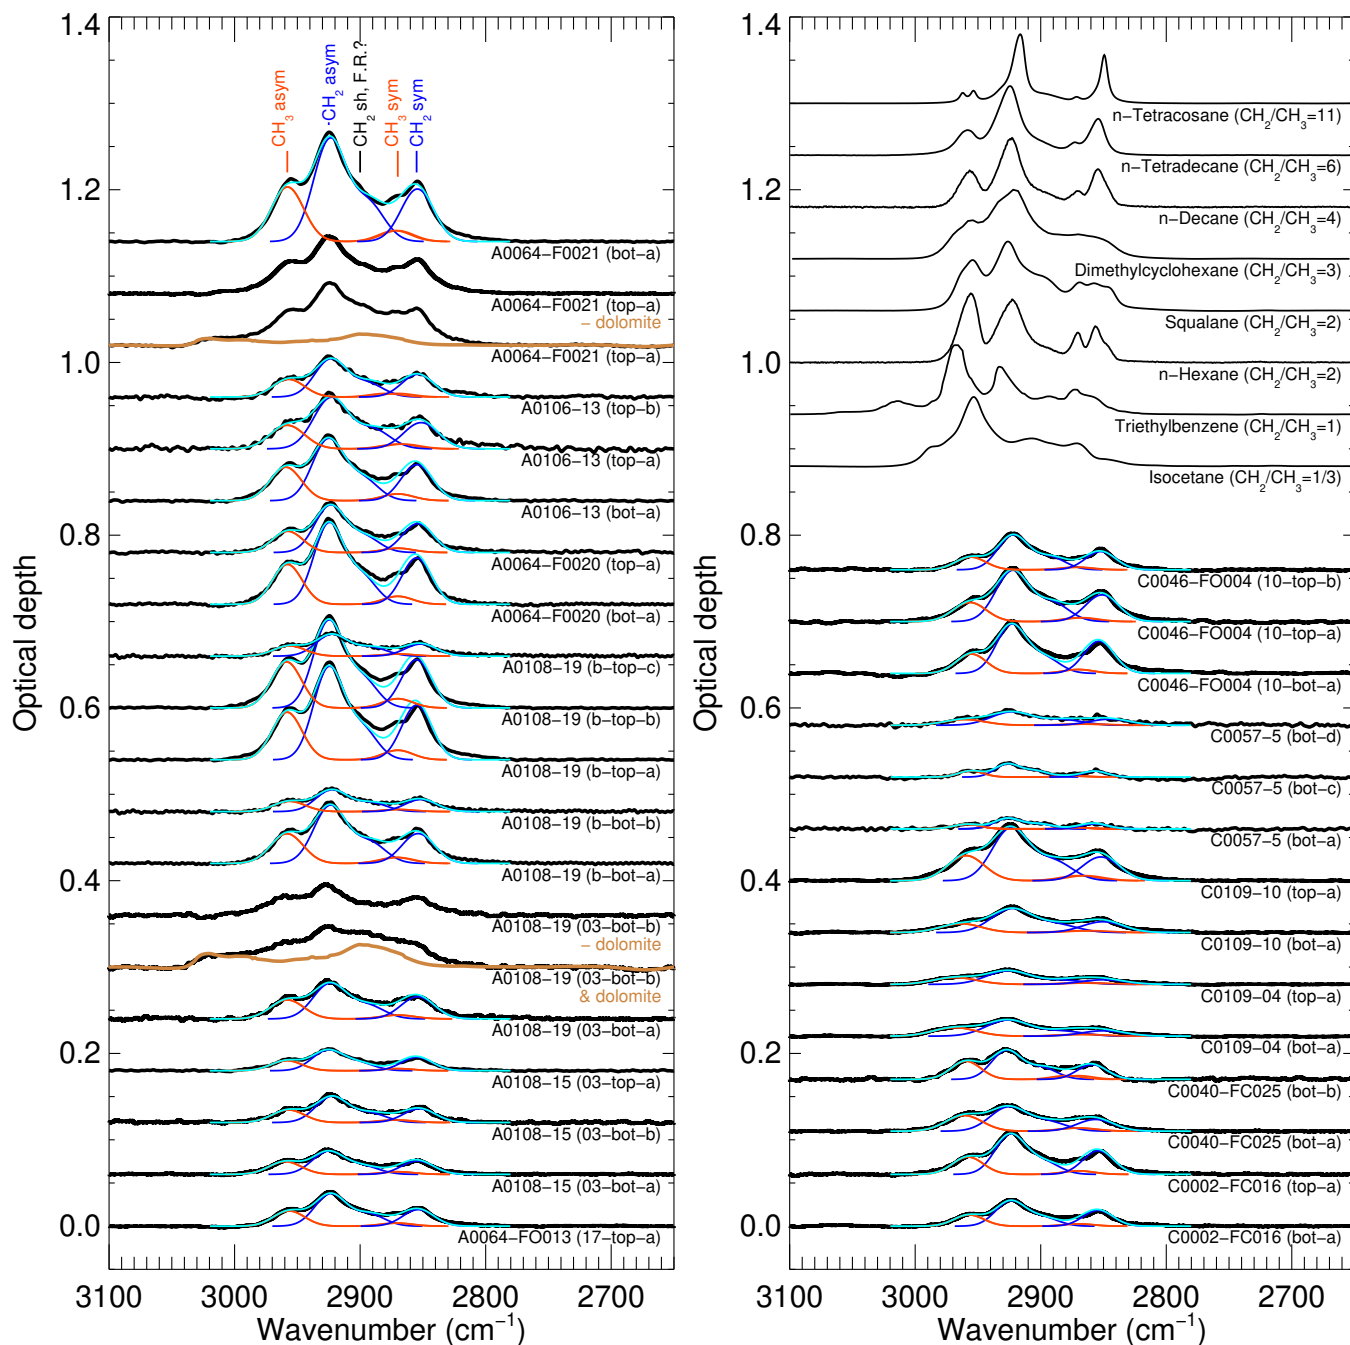 1.4
1.2
1.0
0.8
0.6
0.4
0.2
0.0
Optical depth
CH3 asym
·CH2 asym
CH2 sh, F.R.?
CH3 sym
CH2 sym
A0064−F0021 (bot−a)
A0064−F0021 (top−a)
− dolomite
A0064−F0021 (top−a)
A0106−13 (top−b)
A0106−13 (top−a)
A0106−13 (bot−a)
A0064−F0020 (top−a)
A0064−F0020 (bot−a)
A0108−19 (b−top−c)
A0108−19 (b−top−b)
A0108−19 (b−top−a)
A0108−19 (b−bot−b)
A0108−19 (b−bot−a)
A0108−19 (03−bot−b)
− dolomite
A0108−19 (03−bot−b)
& dolomite
A0108−19 (03−bot−a)
A0108−15 (03−top−a)
A0108−15 (03−bot−b)
A0108−15 (03−bot−a)
A0064−FO013 (17−top−a)
3100 3000 2900 2800 2700
Wavenumber (cm−1)
1.4
1.2
1.0
0.8
0.6
0.4
0.2
0.0
Optical depth
n−Tetracosane (CH2/CH3=11)
n−Tetradecane (CH2/CH3=6)
n−Decane (CH2/CH3=4)
Dimethylcyclohexane (CH2/CH3=3)
Squalane (CH2/CH3=2)
n−Hexane (CH2/CH3=2)
Triethylbenzene (CH2/CH3=1)
Isocetane (CH2/CH3=1/3)
C0046−FO004 (10−top−b)
C0046−FO004 (10−top−a)
C0046−FO004 (10−bot−a)
C0057−5 (bot−d)
C0057−5 (bot−c)
C0057−5 (bot−a)
C0109−10 (top−a)
C0109−10 (bot−a)
C0109−04 (top−a)
C0109−04 (bot−a)
C0040−FC025 (bot−b)
C0040−FC025 (bot−a)
C0002−FC016 (top−a)
C0002−FC016 (bot−a)
3100 3000 2900 2800 2700
Wavenumber (cm−1)